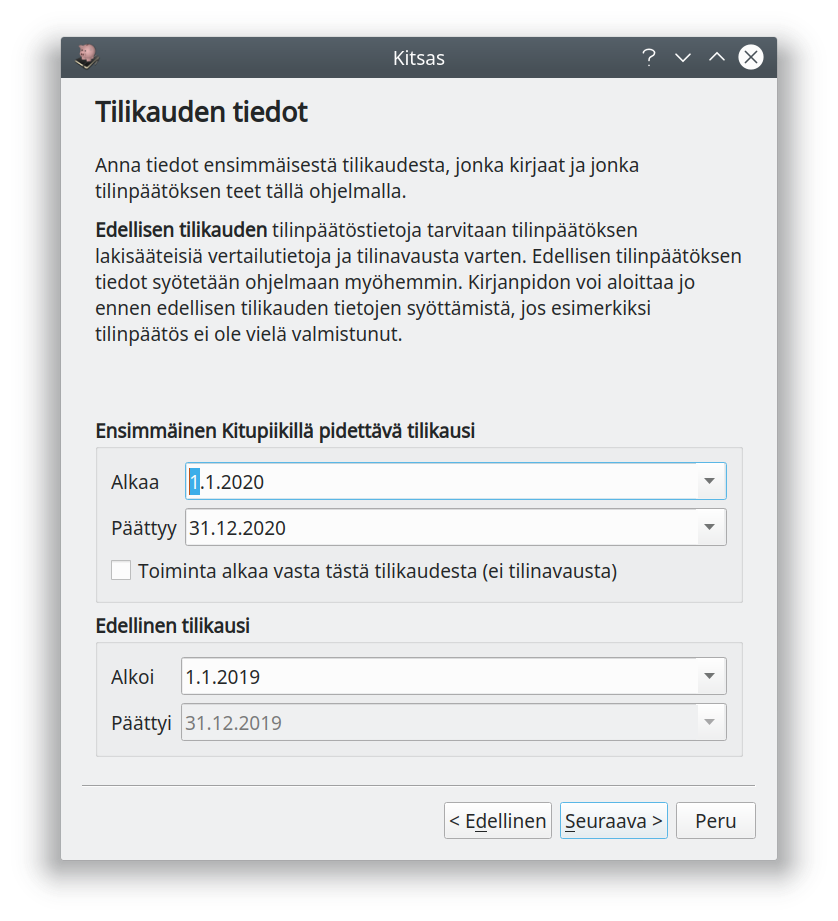 Kitsas
Tilikauden tiedot
Anna tiedot ensimmäisestä tilikaudesta, jonka kirjaat ja jonka
tilinpäätöksen teet tällä ohjelmalla.
Edellisen tilikauden tilinpäätöstietoja tarvitaan tilinpäätöksen
lakisääteisiä vertailutietoja ja tilinavausta varten. Edellisen tilinpäätöksen
tiedot syötetään ohjelmaan myöhemmin. Kirjanpidon voi aloittaa jo
ennen edellisen tilikauden tietojen syöttämistä, jos esimerkiksi
tilinpäätös ei ole vielä valmistunut.
Ensimmäinen Kitupiikillä pidettävä tilikausi
Alkaa 1.1.2020
Päättyy 31.12.2020
Toiminta alkaa vasta tästä tilikaudesta (ei tilinavausta)
Edellinen tilikausi
Alkoi 1.1.2019
Päättyi 31.12.2019
< Edellinen Seuraava > Peru